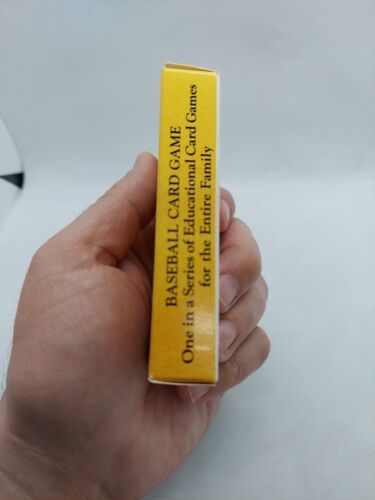 BASEBALL CARD GAME
One in a Series of Educational Card Games
for the Entire Family